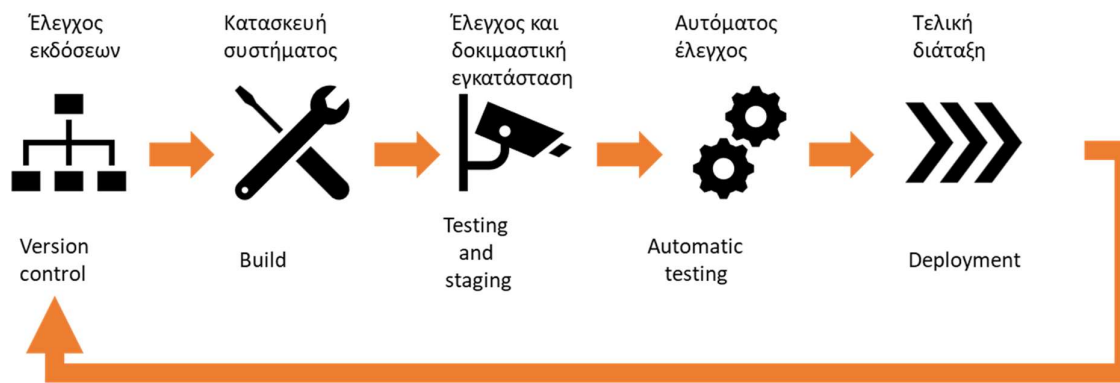 Έλεγχος
εκδόσεων
Κατασκευή
συστήματος
Έλεγχος και
δοκιμαστική
εγκατάσταση
Αυτόματος
έλεγχος
Τελική
διάταξη
Version
control
Build
Testing
and
staging
Automatic
testing
Deployment